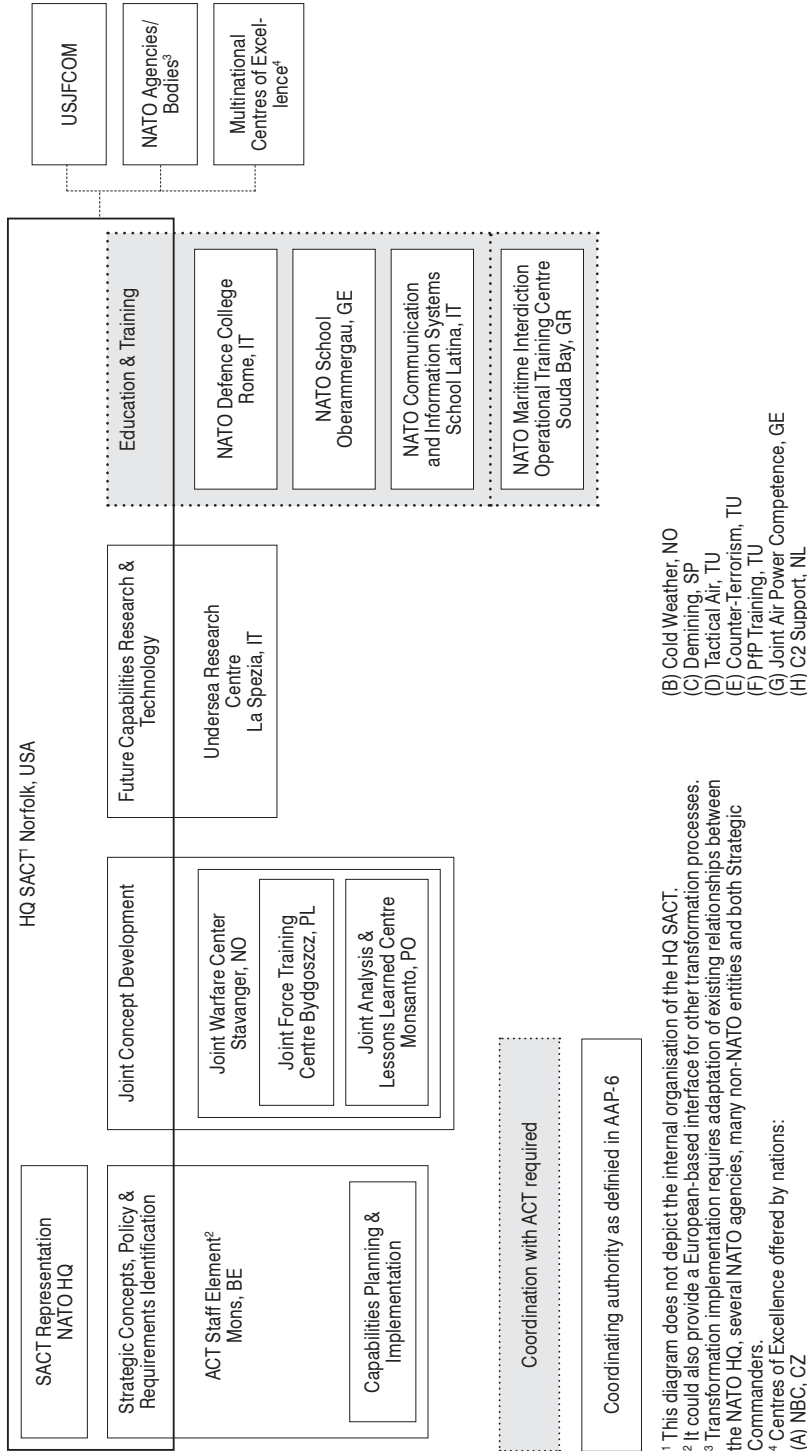 HQ SACT¹ Norfolk, USA
SACT Representation
NATO HQ
Strategic Concepts, Policy &
Requirements Identification
ACT Staff Element²
Mons, BE
Capabilities Planning &
Implementation
Joint Concept Development
Joint Warfare Center
Stavanger, NO
Joint Force Training
Centre Bydgoszcz, PL
Joint Analysis &
Lessons Learned Centre
Monsanto, PO
Future Capabilities Research &
Technology
Undersea Research
Centre
La Spezia, IT
Education & Training
NATO Defence College
Rome, IT
NATO School
Oberammergau, GE
NATO Communication
and Information Systems
School Latina, IT
NATO Maritime Interdiction
Operational Training Centre
Souda Bay, GR
USJFCOM
NATO Agencies/
Bodies³
Multinational
Centres of Excel-
lence⁴
Coordination with ACT required
Coordinating authority as definied in AAP-6
¹ This diagram does not depict the internal organisation of the HQ SACT.
² It could also provide a European-based interface for other transformation processes.
³ Transformation implementation requires adaptation of existing relationships between
the NATO HQ, several NATO agencies, many non-NATO entities and both Strategic
Commanders.
⁴ Centres of Excellence offered by nations:
(A) NBC, CZ
(B) Cold Weather, NO
(C) Demining, SP
(D) Tactical Air, TU
(E) Counter-Terrorism, TU
(F) PfP Training, TU
(G) Joint Air Power Competence, GE
(H) C2 Support, NL